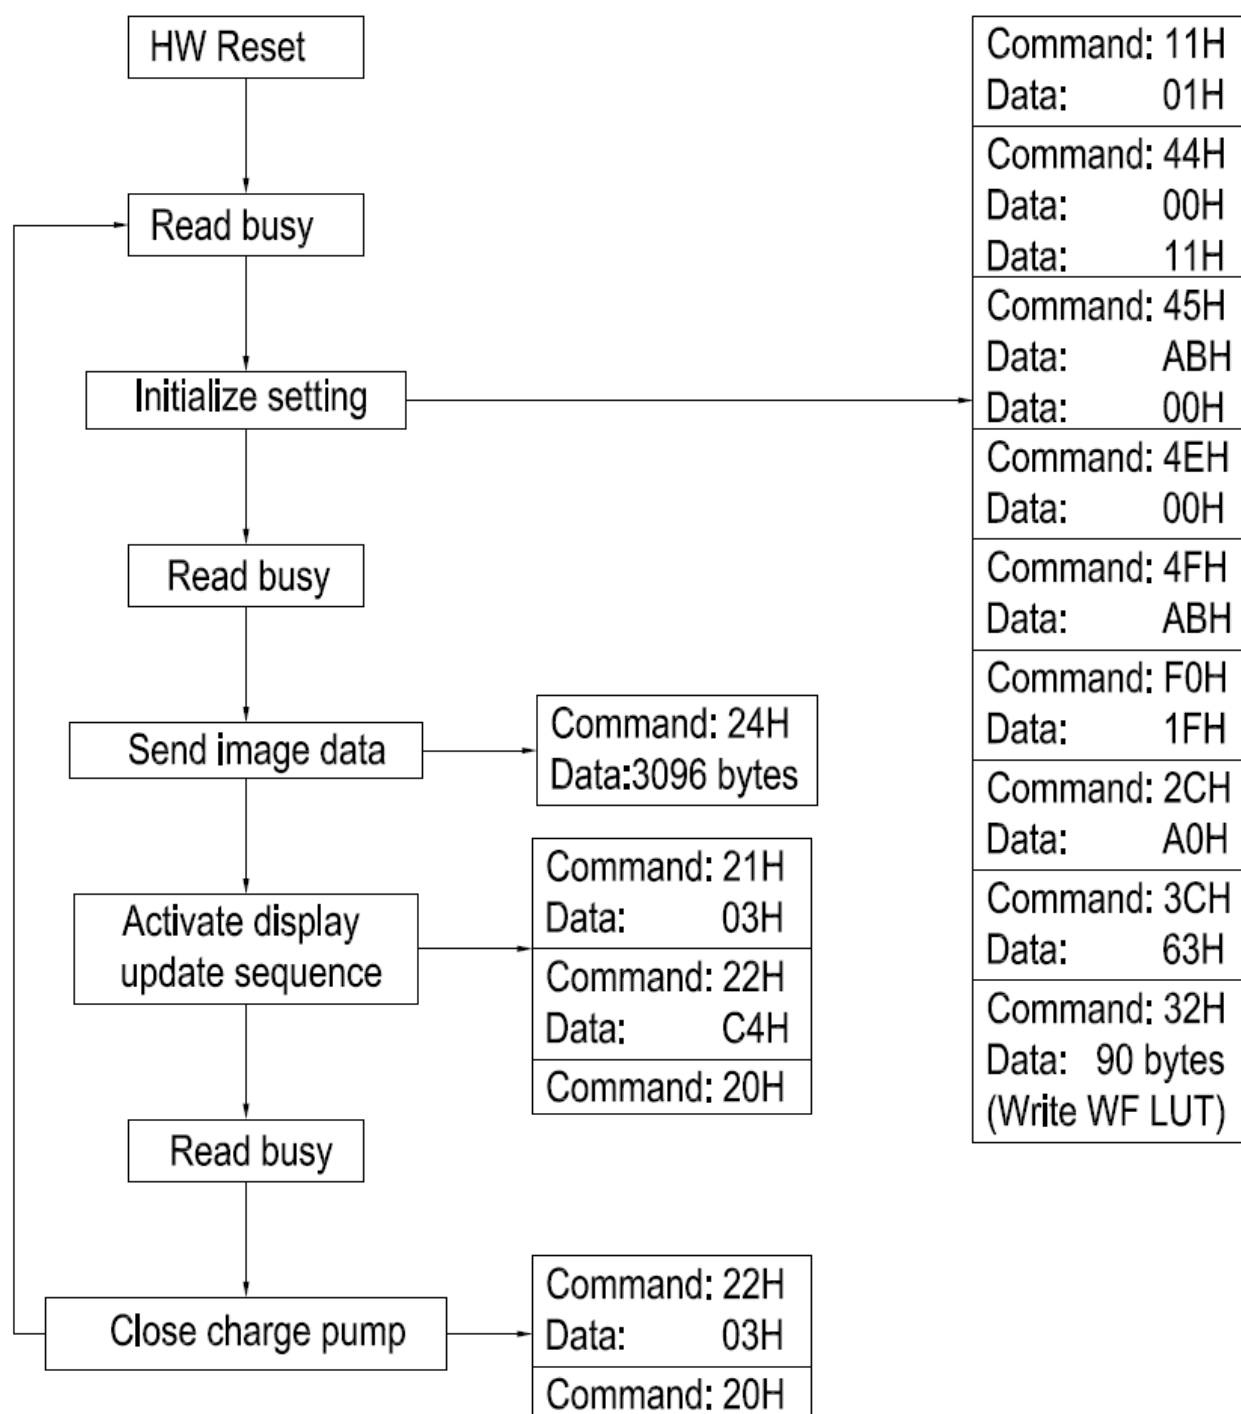 HW Reset
Read busy
Initialize setting
Read busy
Send image data
Activate display
update sequence
Read busy
Close charge pump
Command: 24H
Data:3096 bytes
Command: 21H
Data: 03H
Command: 22H
Data: C4H
Command: 20H
Command: 22H
Data: 03H
Command: 20H
Command: 11H
Data: 01H
Command: 44H
Data: 00H
Data: 11H
Command: 45H
Data: ABH
Data: 00H
Command: 4EH
Data: 00H
Command: 4FH
Data: ABH
Command: F0H
Data: 1FH
Command: 2CH
Data: A0H
Command: 3CH
Data: 63H
Command: 32H
Data: 90 bytes
(Write WF LUT)